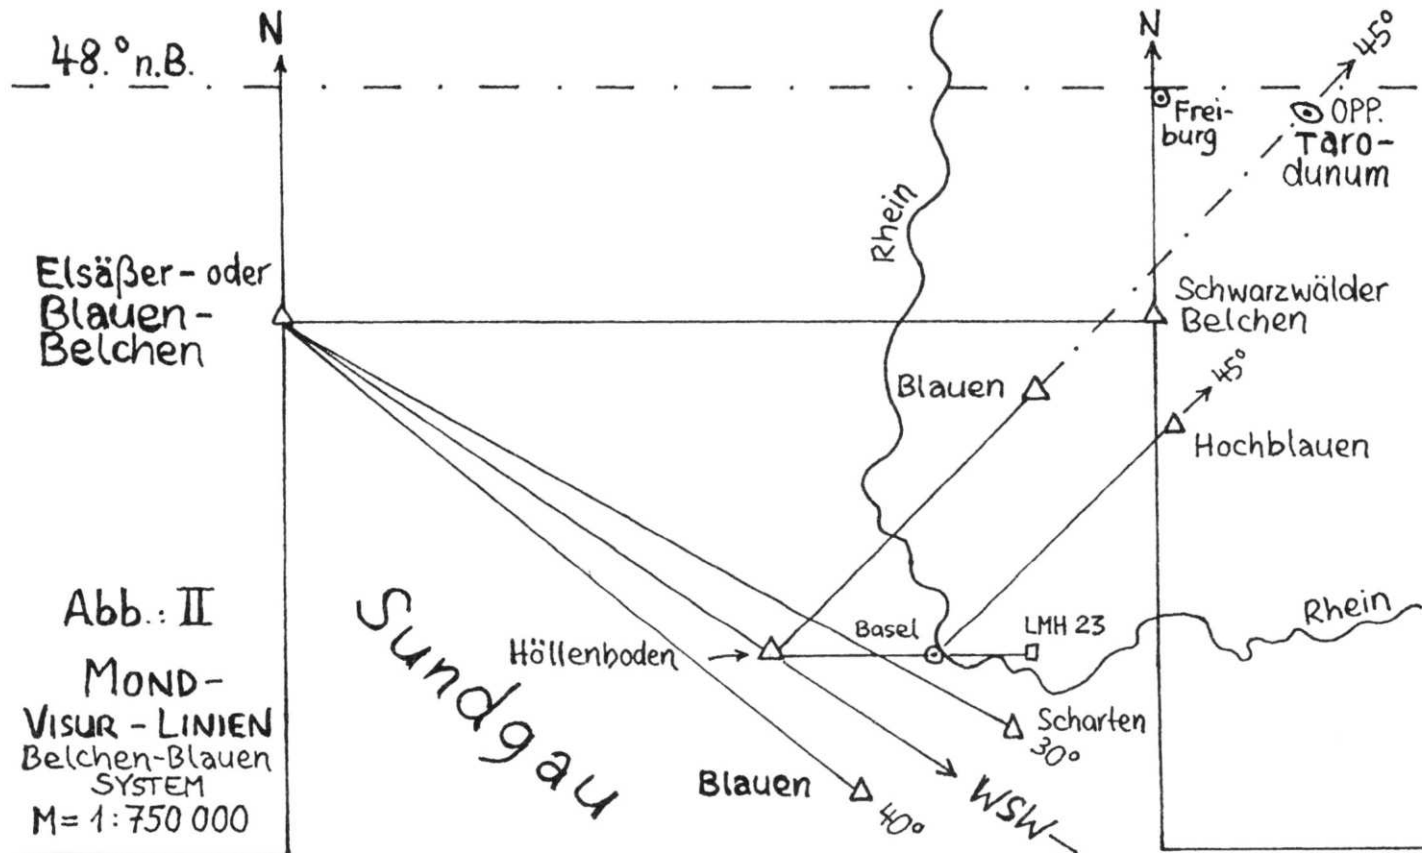 N
N
48.° n.B.
45°
Frei-
burg
OPP.
Taro-
dunum
Rhein
Elsäßer- oder
Blauen-
Belchen
Schwarzwälder
Belchen
Blauen
45°
Hochblauen
Abb.: II
MOND-
VISUR-LINIEN
Belchen-Blauen
SYSTEM
M= 1:750 000
Sundgau
Höllenboden
Basel
LMH 23
Rhein
Scharten
30°
Blauen
40°
WSW-